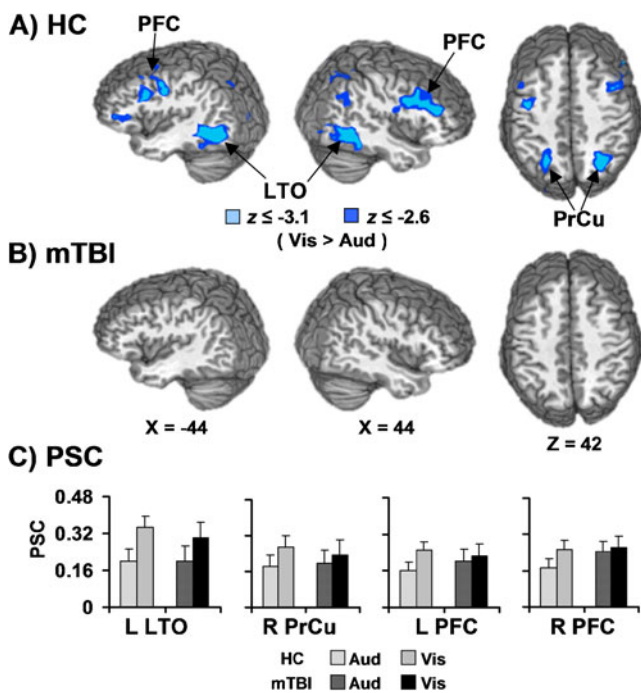 A) HC
PFC
PFC
LTO
PrCu
z ≤ -3.1 z ≤ -2.6
( Vis > Aud )
B) mTBI
X = -44
X = 44
Z = 42
C) PSC
PSC
0.48
0.32
0.16
0
L LTO
R PrCu
L PFC
R PFC
HC Aud Vis
mTBI Aud Vis